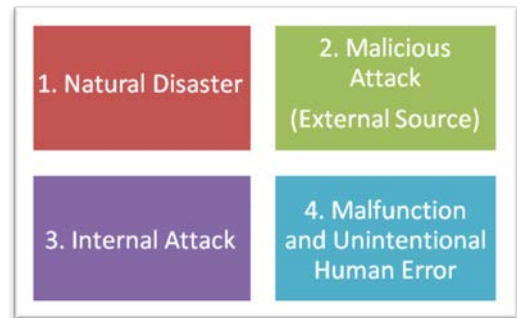 1. Natural Disaster
2. Malicious
Attack
(External Source)
3. Internal Attack
4. Malfunction
and Unintentional
Human Error